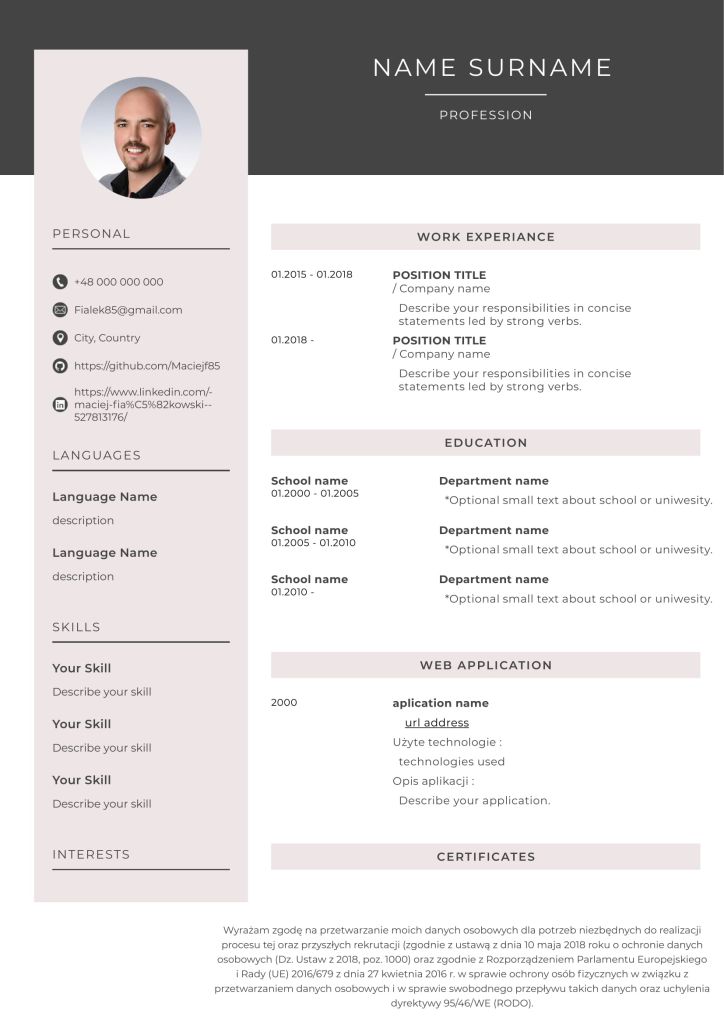 NAME SURNAME
PROFESSION
PERSONAL
+48 000 000 000
Fialek85@gmail.com
City, Country
https://github.com/Maciejf85
https://www.linkedin.com/-
maciej-fia%C5%82kowski--
527813176/
LANGUAGES
Language Name
description
Language Name
description
SKILLS
Your Skill
Describe your skill
Your Skill
Describe your skill
Your Skill
Describe your skill
INTERESTS
WORK EXPERIANCE
01.2015 - 01.2018
POSITION TITLE
/ Company name
Describe your responsibilities in concise
statements led by strong verbs.
01.2018 -
POSITION TITLE
/ Company name
Describe your responsibilities in concise
statements led by strong verbs.
EDUCATION
School name
01.2000 - 01.2005
Department name
*Optional small text about school or uniwesity.
School name
01.2005 - 01.2010
Department name
*Optional small text about school or uniwesity.
School name
01.2010 -
Department name
*Optional small text about school or uniwesity.
WEB APPLICATION
2000
aplication name
url address
Użyte technologie :
technologies used
Opis aplikacji :
Describe your application.
CERTIFICATES
Wyrażam zgodę na przetwarzanie moich danych osobowych dla potrzeb niezbędnych do realizacji
procesu tej oraz przyszłych rekrutacji (zgodnie z ustawą z dnia 10 maja 2018 roku o ochronie danych
osobowych (Dz. Ustaw z 2018, poz. 1000) oraz zgodnie z Rozporządzeniem Parlamentu Europejskiego
i Rady (UE) 2016/679 z dnia 27 kwietnia 2016 r. w sprawie ochrony osób fizycznych w związku z
przetwarzaniem danych osobowych i w sprawie swobodnego przepływu takich danych oraz uchylenia
dyrektywy 95/46/WE (RODO).